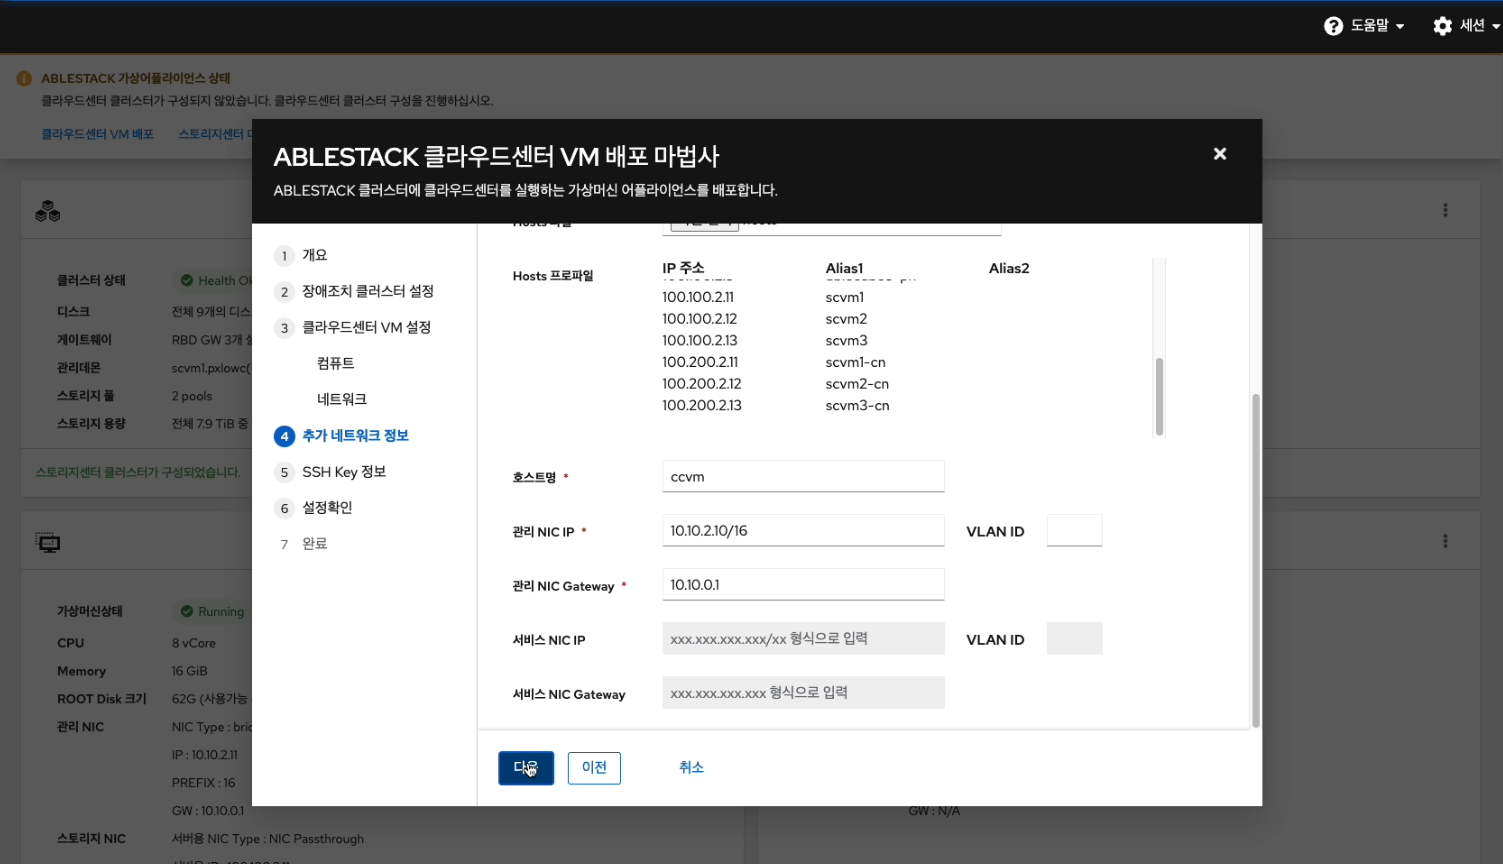 도움말
세션
ABLESTACK 가상어플라이언스 상태
클라우드센터 클러스터가 구성되지 않았습니다. 클라우드센터 클러스터 구성을 진행하십시오.
클라우드센터 VM 배포
스토리지센터
ABLESTACK 클라우드센터 VM 배포 마법사
ABLESTACK 클러스터에 클라우드센터를 실행하는 가상머신 어플라이언스를 배포합니다.
클러스터 상태
Health
디스크
전체 9개의 디스
게이트웨이
RBD GW 3개
관리데몬
scvm1.pxlowc(
스토리지 풀
2 pools
스토리지 용량
전체 7.9 TiB 중
스토리지센터 클러스터가 구성되었습니다.
가상머신상태
Running
CPU
8 vCore
Memory
16 GiB
ROOT Disk 크기
62G (사용가능
관리 NIC
NIC Type : bri
IP : 10.10.2.11
PREFIX : 16
GW : 10.10.0.1
스토리지 NIC
서버용 NIC Type : NIC Passthrough
GW : N/A
1 개요
2 장애조치 클러스터 설정
3 클라우드센터 VM 설정
컴퓨트
네트워크
4 추가 네트워크 정보
5 SSH Key 정보
6 설정확인
7 완료
Hosts 프로파일
IP 주소 Alias1 Alias2
100.100.2.11 scvm1
100.100.2.12 scvm2
100.100.2.13 scvm3
100.200.2.11 scvm1-cn
100.200.2.12 scvm2-cn
100.200.2.13 scvm3-cn
호스트명 * ccvm
관리 NIC IP * 10.10.2.10/16 VLAN ID
관리 NIC Gateway * 10.10.0.1
서비스 NIC IP xxx.xxx.xxx.xxx/xx 형식으로 입력 VLAN ID
서비스 NIC Gateway xxx.xxx.xxx.xxx 형식으로 입력
다음 이전 취소